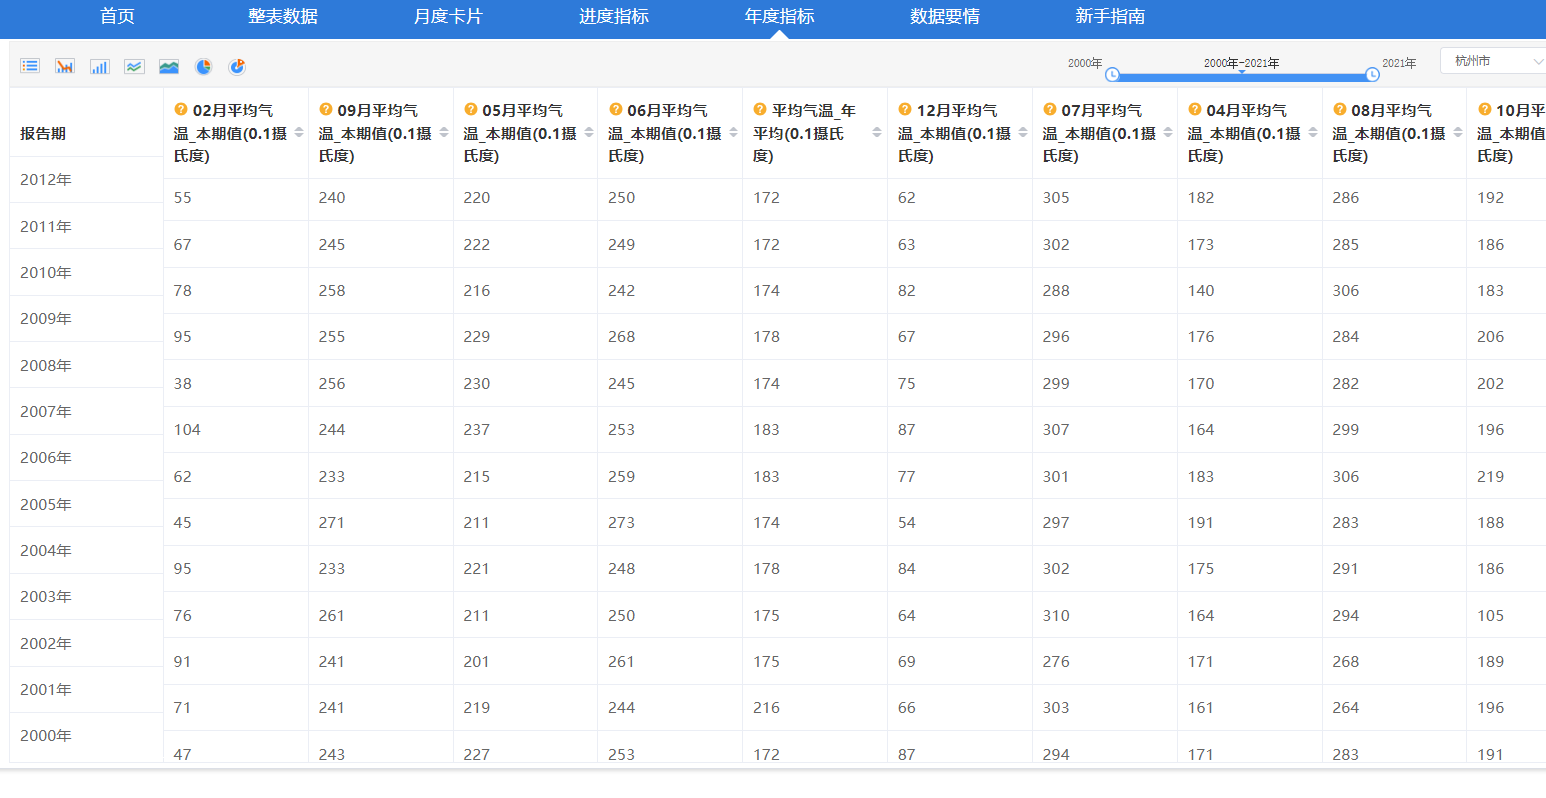 首页 整表数据 月度卡片 进度指标 年度指标 数据要情 新手指南
2000年 2000年-2021年 2021年 杭州市
报告期 02月平均气温_本期值(0.1摄氏度) 09月平均气温_本期值(0.1摄氏度) 05月平均气温_本期值(0.1摄氏度) 06月平均气温_本期值(0.1摄氏度) 平均气温_年平均(0.1摄氏度) 12月平均气温_本期值(0.1摄氏度) 07月平均气温_本期值(0.1摄氏度) 04月平均气温_本期值(0.1摄氏度) 08月平均气温_本期值(0.1摄氏度) 10月平温_本期值氏度)
2012年 55 240 220 250 172 62 305 182 286 192
2011年 67 245 222 249 172 63 302 173 285 186
2010年 78 258 216 242 174 82 288 140 306 183
2009年 95 255 229 268 178 67 296 176 284 206
2008年 38 256 230 245 174 75 299 170 282 202
2007年 104 244 237 253 183 87 307 164 299 196
2006年 62 233 215 259 183 77 301 183 306 219
2005年 45 271 211 273 174 54 297 191 283 188
2004年 95 233 221 248 178 84 302 175 291 186
2003年 76 261 211 250 175 64 310 164 294 105
2002年 91 241 201 261 175 69 276 171 268 189
2001年 71 241 219 244 216 66 303 161 264 196
2000年 47 243 227 253 172 87 294 171 283 191